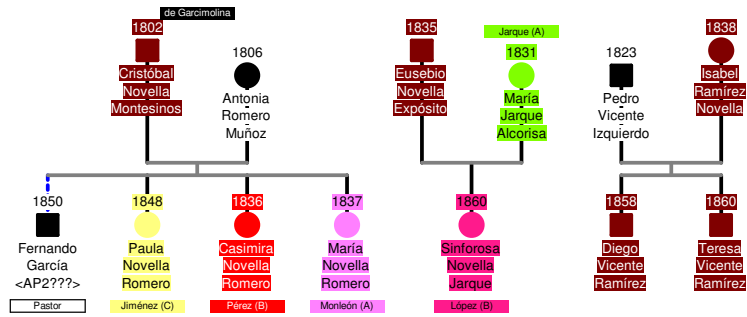 de Garcimolina
1802
Cristóbal
Novella
Montesinos
1806
Antonia
Romero
Muñoz
1835
Eusebio
Novella
Expósito
Jarque (A)
1831
María
Jarque
Alcorisa
1823
Pedro
Vicente
Izquierdo
1838
Isabel
Ramírez
Novella
1850
Fernando
García
<AP2???>
Pastor
1848
Paula
Novella
Romero
Jiménez (C)
1836
Casimira
Novella
Romero
Pérez (B)
1837
María
Novella
Romero
Monleón (A)
1860
Sinforosa
Novella
Jarque
López (B)
1858
Diego
Vicente
Ramírez
1860
Teresa
Vicente
Ramírez